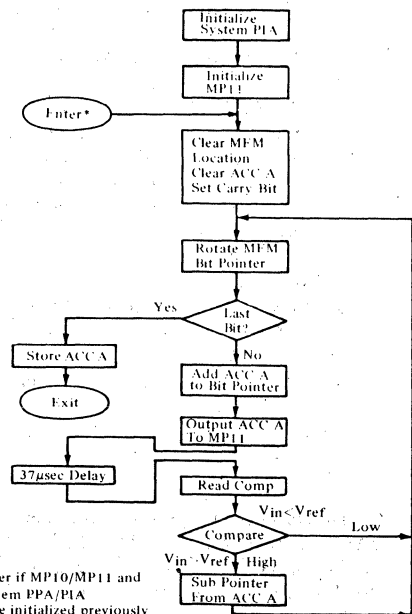 Initialize
System PIA
Initialize
MP11
Enter*
Clear MEM
Location
Clear ACC A
Set Carry Bit
Rotate MEM
Bit Pointer
Yes
Last
Bit?
Store ACC A
No
Exit
Add ACC A
to Bit Pointer
Output ACC A
To MP11
37µsec Delay
Read Comp
Vin<Vref
Compare
Low
Vin Vref
High
Sub Pointer
From ACC A
er if MP10/MP11 and
em PPA/PIA
e initialized previously